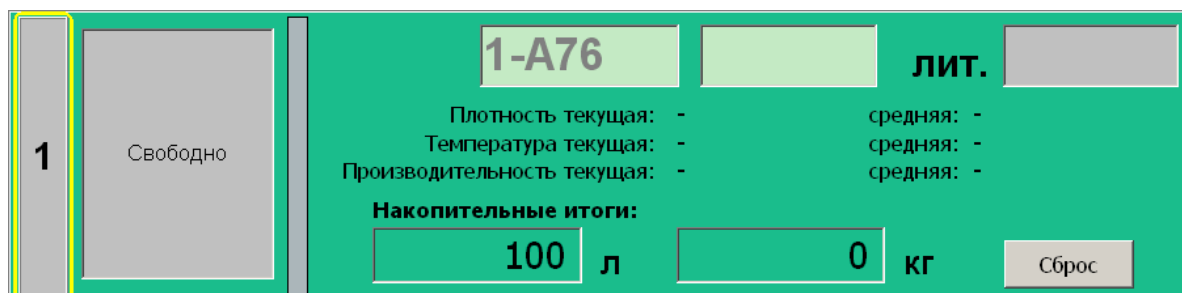 1
Свободно
1-А76
лит.
Плотность текущая: - средняя: -
Температура текущая: - средняя: -
Производительность текущая: - средняя: -
Накопительные итоги:
100 л 0 кг Сброс